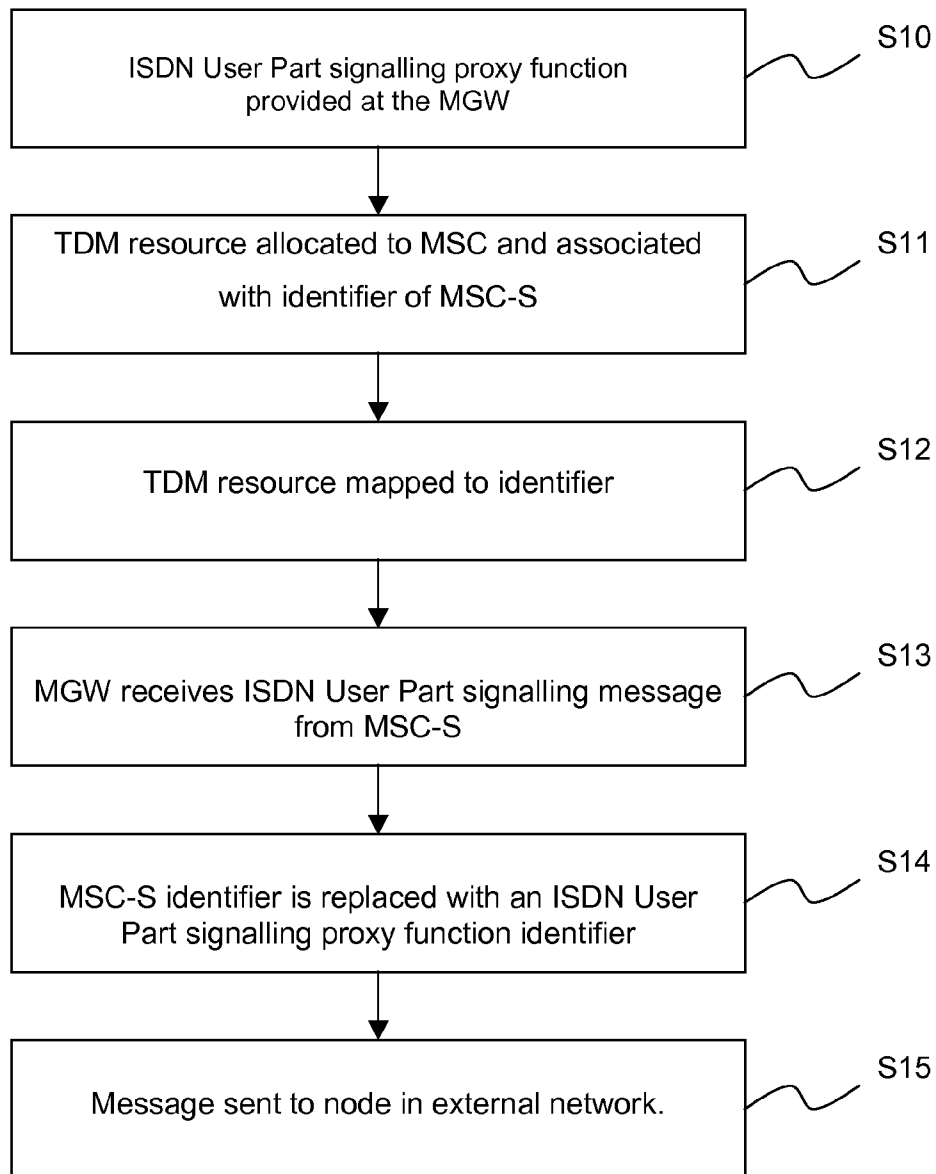 ISDN User Part signalling proxy function
provided at the MGW
S10
TDM resource allocated to MSC and associated
with identifier of MSC-S
S11
TDM resource mapped to identifier
S12
MGW receives ISDN User Part signalling message
from MSC-S
S13
MSC-S identifier is replaced with an ISDN User
Part signalling proxy function identifier
S14
Message sent to node in external network.
S15